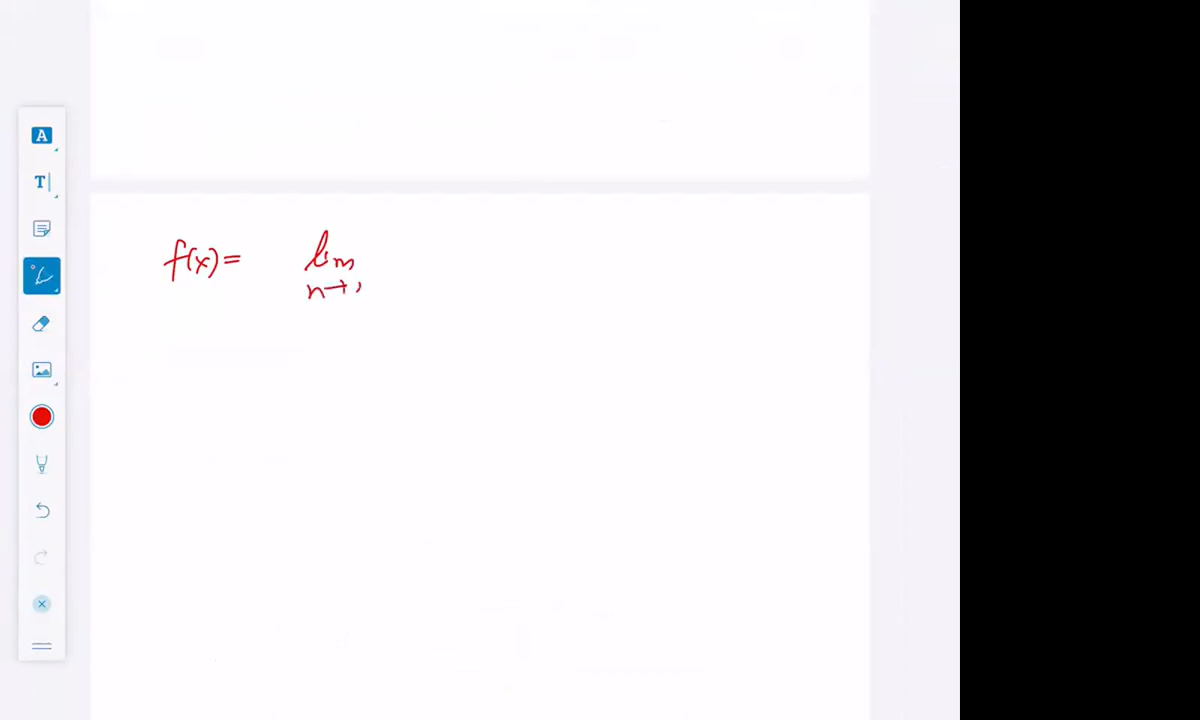 f(x) = lim
n→
A
T